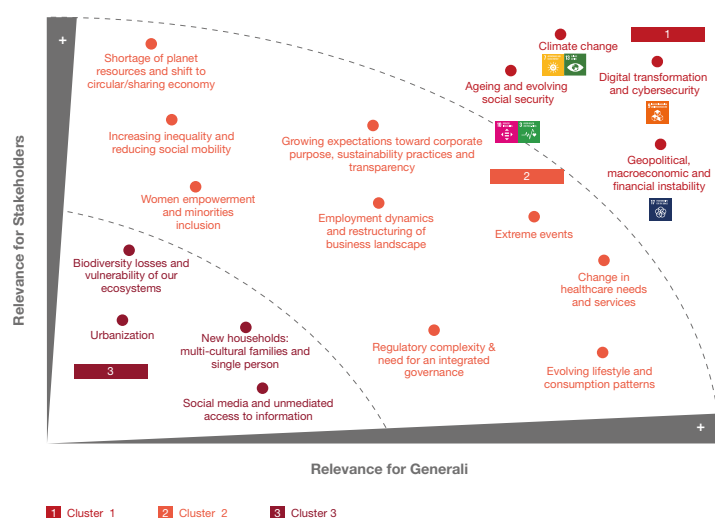 +
1
Climate change
Shortage of planet
resources and shift to
circular/sharing economy
Digital transformation
and cybersecurity
Ageing and evolving
social security
Increasing inequality and
reducing social mobility
Growing expectations toward corporate
purpose, sustainability practices and
transparency
Geopolitical,
macroeconomic and
financial instability
2
Women empowerment
and minorities
inclusion
Employment dynamics
and restructuring of
business landscape
Extreme events
Biodiversity losses and
vulnerability of our
ecosystems
Change in
healthcare needs
and services
Urbanization
New households:
multi-cultural families and
single person
Regulatory complexity &
need for an integrated
governance
3
Evolving lifestyle and
consumption patterns
Social media and unmediated
access to information
+
Relevance for Stakeholders
Relevance for Generali
1 Cluster 1
2 Cluster 2
3 Cluster 3